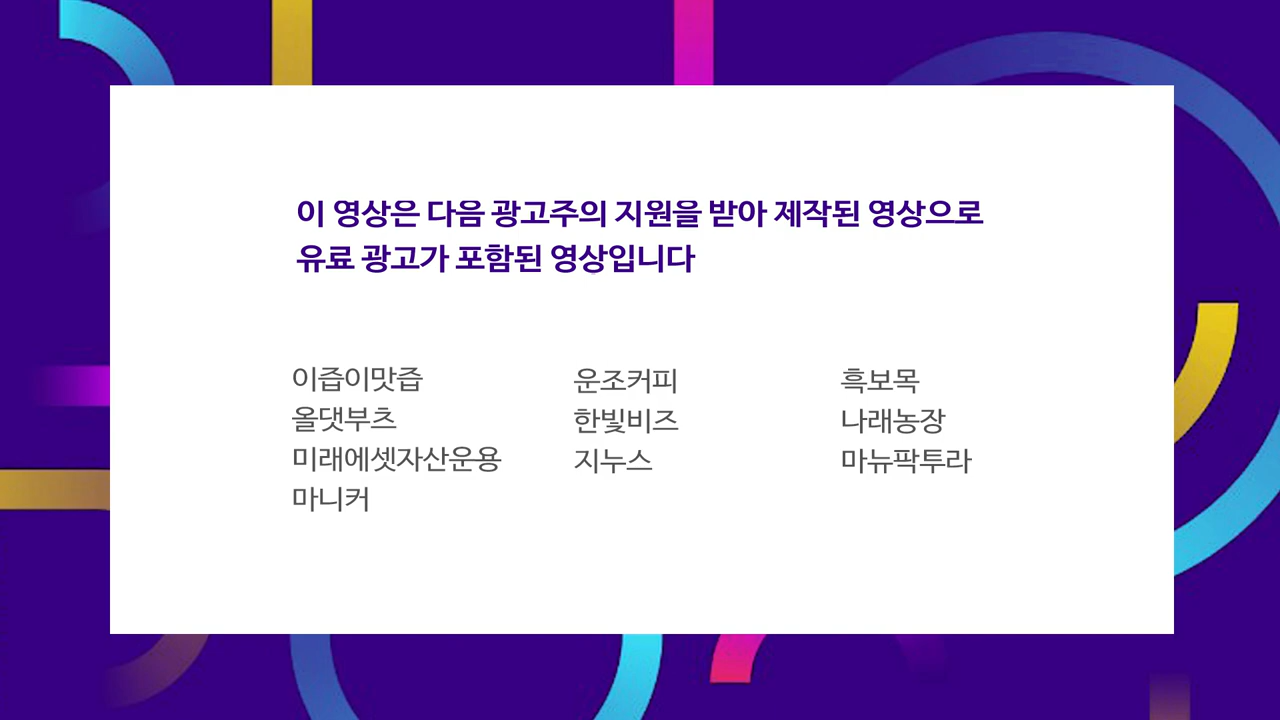 이 영상은 다음 광고주의 지원을 받아 제작된 영상으로
유료 광고가 포함된 영상입니다
이즙이맛즙
올댓부츠
미래에셋자산운용
마니커
운조커피
한빛비즈
지누스
흑보목
나래농장
마뉴팍투라